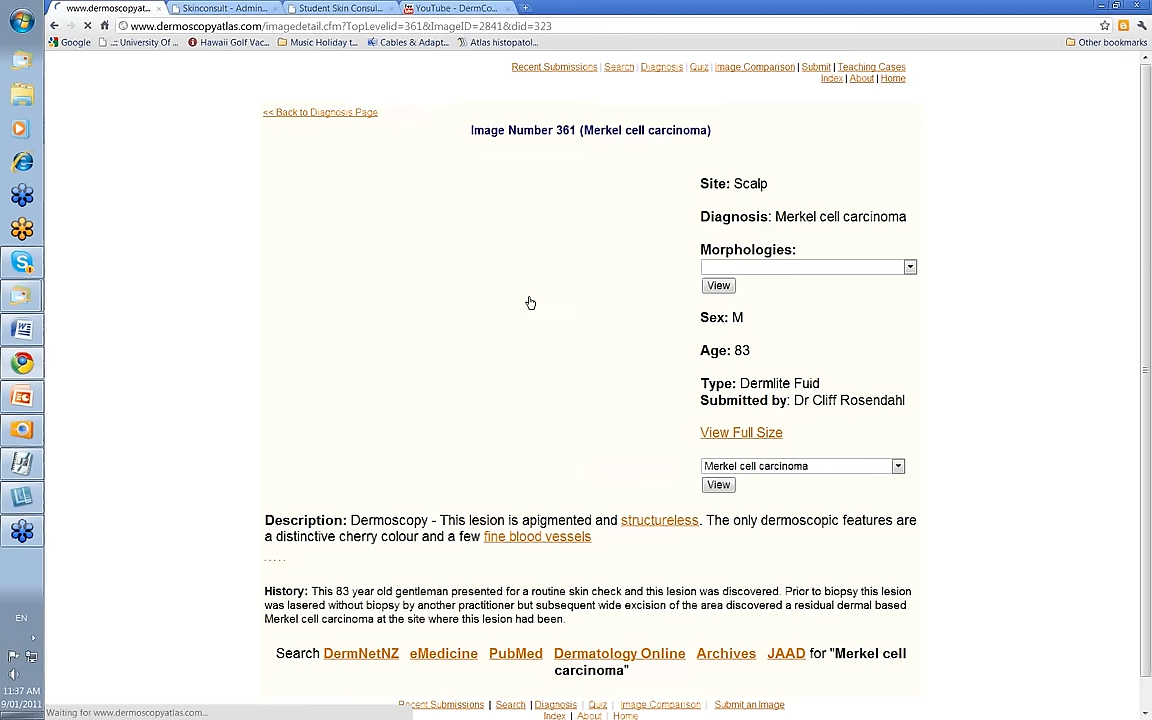 www.dermoscopyat...
Skinconsult - Admin...
Student Skin Consul...
YouTube - DermCo...
www.dermoscopyatlas.com/imagedetail.cfm?TopLevelid=361&ImageID=2841&did=323
Google
..:: University Of ...
Hawaii Golf Vac...
Music Holiday t...
Cables & Adapt...
Atlas histopatol...
Other bookmarks
Recent Submissions | Search | Diagnosis | Quiz | Image Comparison | Submit | Teaching Cases
Index | About | Home
<< Back to Diagnosis Page
Image Number 361 (Merkel cell carcinoma)
Site: Scalp
Diagnosis: Merkel cell carcinoma
Morphologies:
View
Sex: M
Age: 83
Type: Dermlite Fuid
Submitted by: Dr Cliff Rosendahl
View Full Size
Merkel cell carcinoma
View
Description: Dermoscopy - This lesion is apigmented and structureless. The only dermoscopic features are
a distinctive cherry colour and a few fine blood vessels
. . . . .
History: This 83 year old gentleman presented for a routine skin check and this lesion was discovered. Prior to biopsy this lesion
was lasered without biopsy by another practitioner but subsequent wide excision of the area discovered a residual dermal based
Merkel cell carcinoma at the site where this lesion had been.
Search DermNetNZ eMedicine PubMed Dermatology Online Archives JAAD for "Merkel cell
carcinoma"
Recent Submissions | Search | Diagnosis | Quiz | Image Comparison | Submit an Image
Index | About | Home
EN
11:37 AM
9/01/2011
Waiting for www.dermoscopyatlas.com...